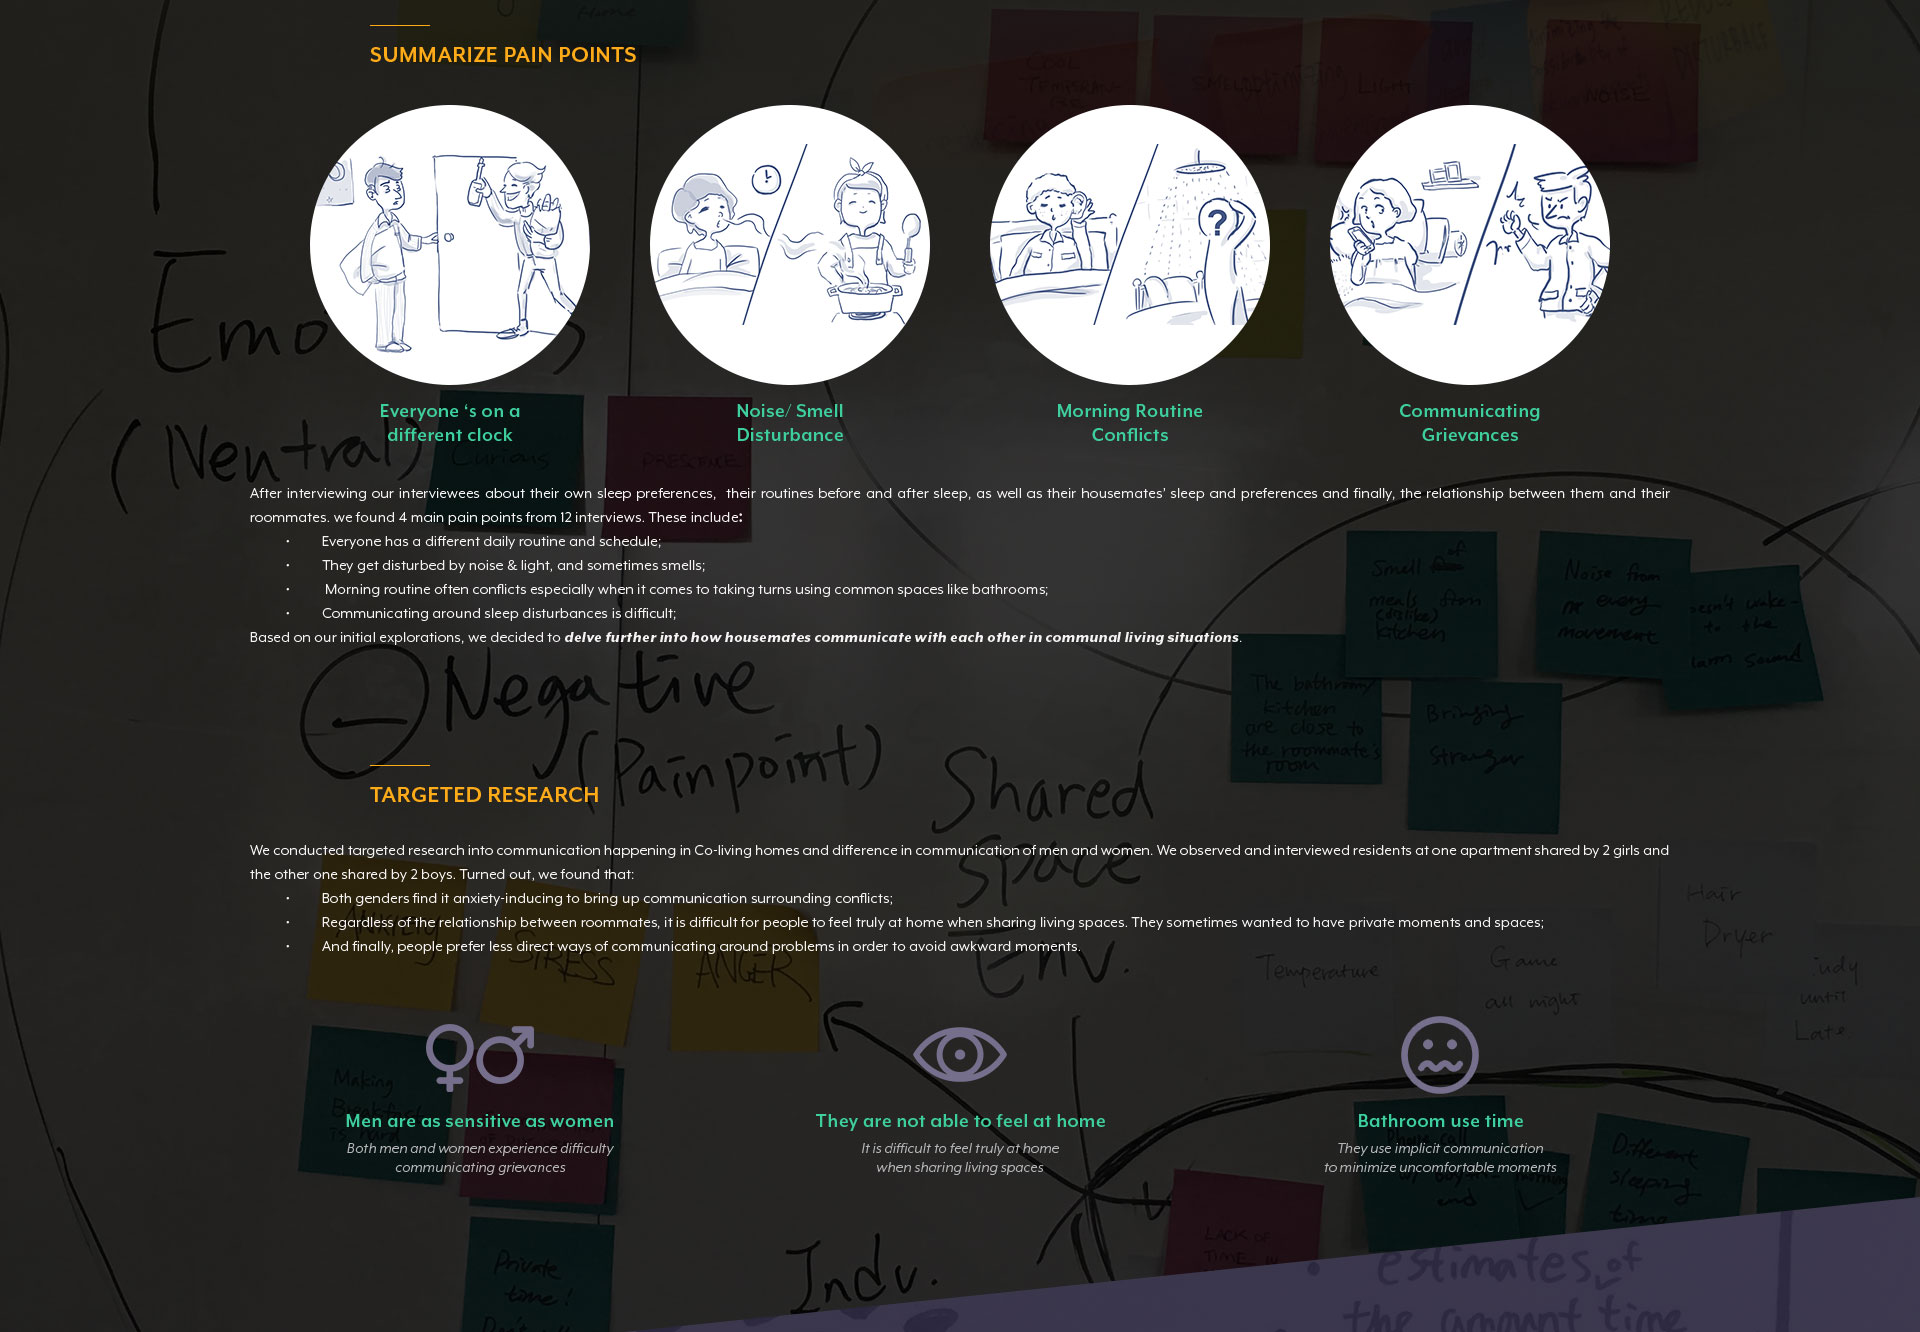 Home
SUMMARIZE PAIN POINTS
COOL
SMELL
LIGHT
NOISE
?
Everyone ‘s on a
different clock
Noise/ Smell
Disturbance
Morning Routine
Conflicts
Communicating
Grievances
(Neutral)
Curious
PRESCENCE
After interviewing our interviewees about their own sleep preferences,  their routines before and after sleep, as well as their housemates’ sleep and preferences and finally, the relationship between them and their
roommates. we found 4 main pain points from 12 interviews. These include:
· Everyone has a different daily routine and schedule;
· They get disturbed by noise & light, and sometimes smells;
· Morning routine often conflicts especially when it comes to taking turns using common spaces like bathrooms;
· Communicating around sleep disturbances is difficult;
Based on our initial explorations, we decided to delve further into how housemates communicate with each other in communal living situations.
Smell of
meals from
(dislike)
kitchen
Noise from
every
movement
The bathroom/
kitchen
are close to
the roommate's
room
Bringing
stranger
Negative
(Painpoint)
Shared
Space
Env.
TARGETED RESEARCH
We conducted targeted research into communication happening in Co-living homes and difference in communication of men and women. We observed and interviewed residents at one apartment shared by 2 girls and
the other one shared by 2 boys. Turned out, we found that:
· Both genders find it anxiety-inducing to bring up communication surrounding conflicts;
· Regardless of the relationship between roommates, it is difficult for people to feel truly at home when sharing living spaces. They sometimes wanted to have private moments and spaces;
· And finally, people prefer less direct ways of communicating around problems in order to avoid awkward moments.
ANXIETY
STRESS
ANGER
Temperature
Game
all night
Hair
Dryer
until
Late.
Making
Men are as sensitive as women
Both men and women experience difficulty
communicating grievances
They are not able to feel at home
It is difficult to feel truly at home
when sharing living spaces
Bathroom use time
They use implicit communication
to minimize uncomfortable moments
Different
sleeping
time
LACK OF
TIME
Private
time!
Indv.
estimates of
the amount time